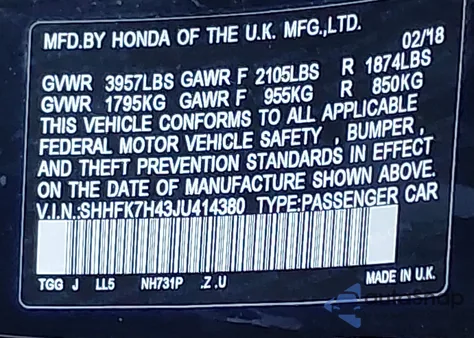 MFD.BY HONDA OF THE U.K. MFG.,LTD.
02/18
GVWR 3957LBS GAWR F 2105LBS R 1874LBS
GVWR 1795KG GAWR F 955KG R 850KG
THIS VEHICLE CONFORMS TO ALL APPLICABLE
FEDERAL MOTOR VEHICLE SAFETY , BUMPER ,
AND THEFT PREVENTION STANDARDS IN EFFECT
ON THE DATE OF MANUFACTURE SHOWN ABOVE.
V.I.N.:SHHFK7H43JU414380 TYPE:PASSENGER CAR
TGG J LL5 NH731P .Z .U MADE IN U.K.